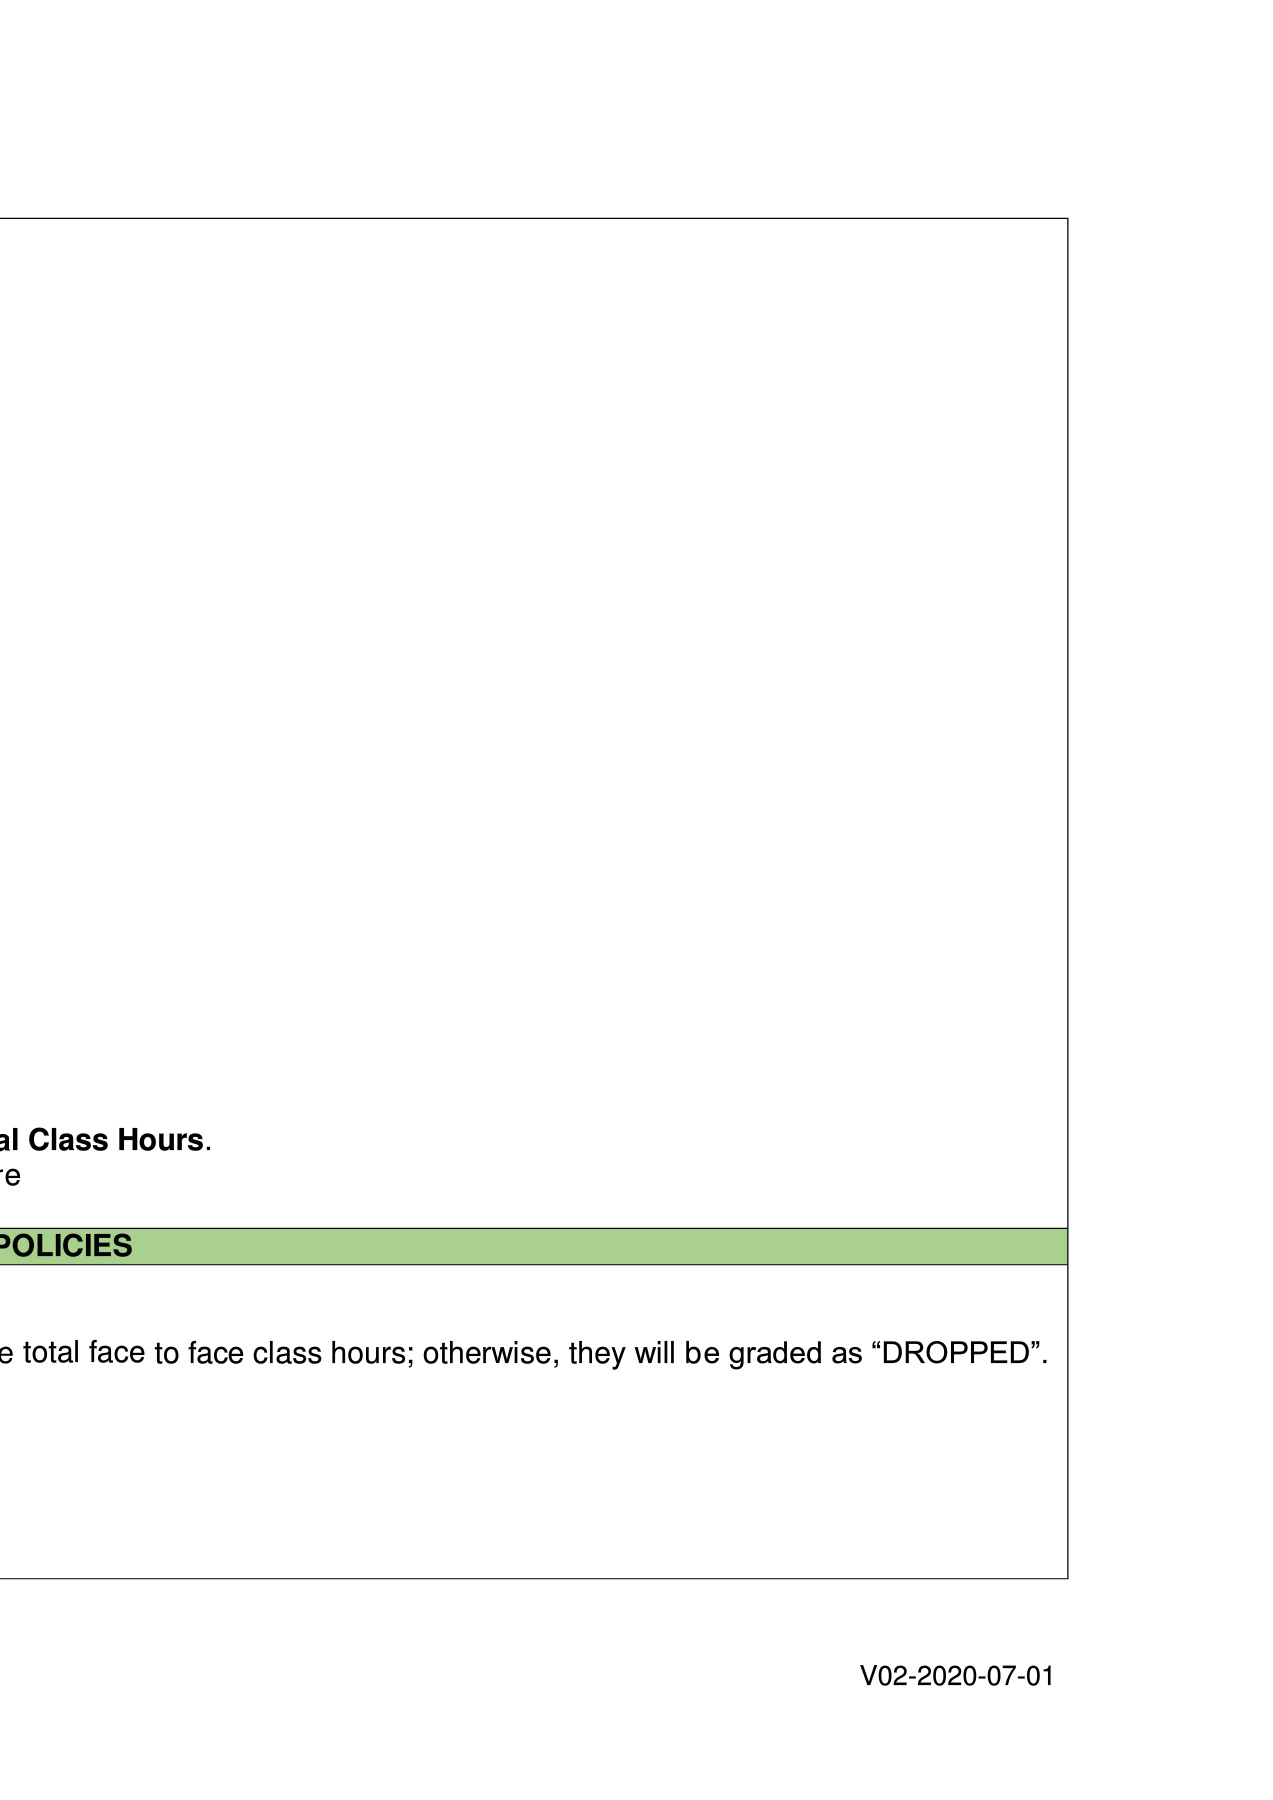 al Class Hours.
re
POLICIES
e total face to face class hours; otherwise, they will be graded as “DROPPED”.
V02-2020-07-01